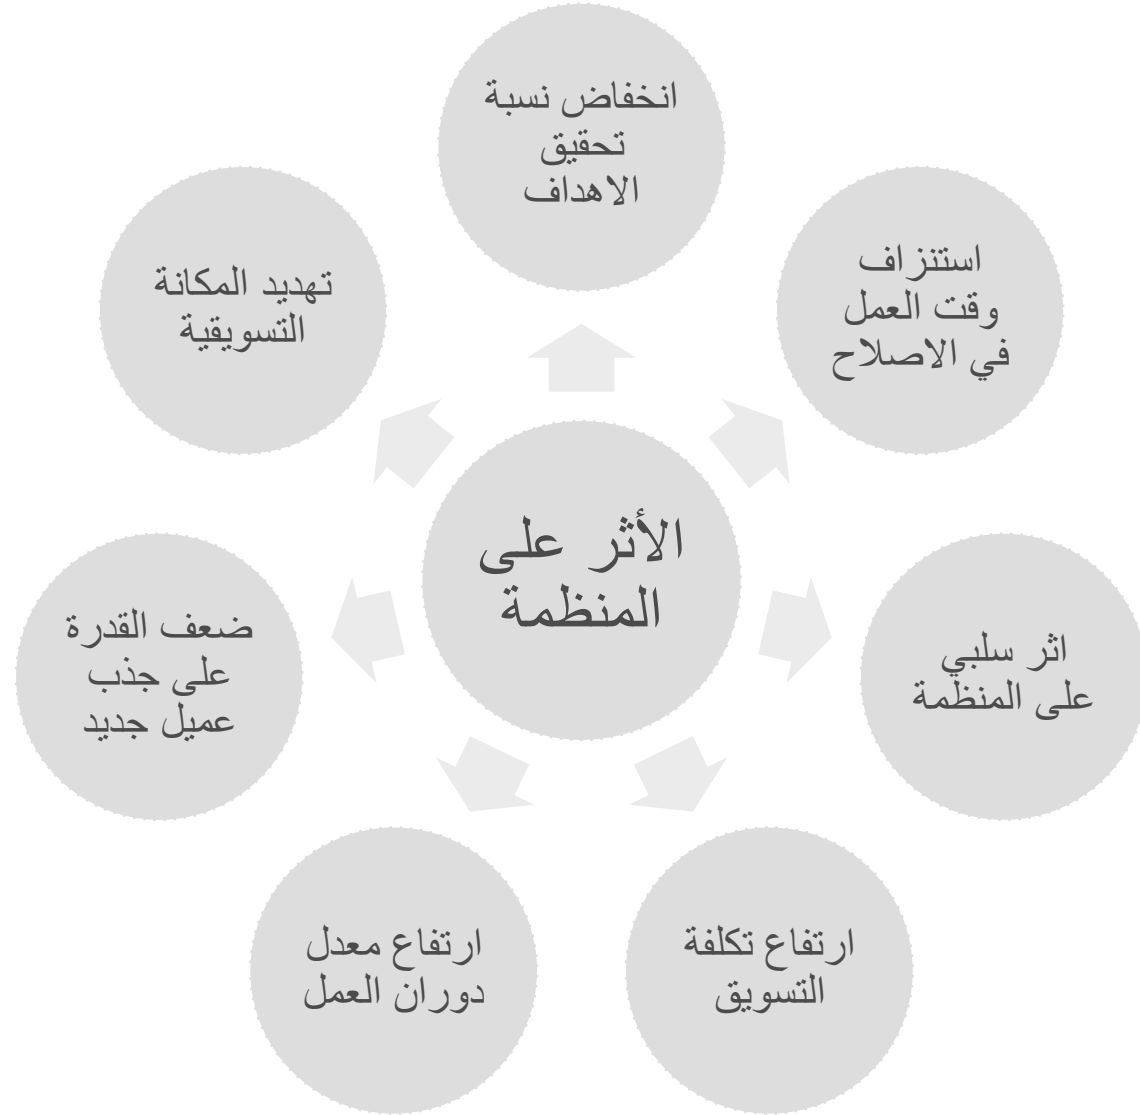 انخفاض نسبة
تحقيق
الاهداف
استنزاف
وقت العمل
في الاصلاح
اثر سلبي
على المنظمة
ارتفاع تكلفة
التسويق
ارتفاع معدل
دوران العمل
ضعف القدرة
على جذب
عميل جديد
تهديد المكانة
التسويقية
الأثر على
المنظمة